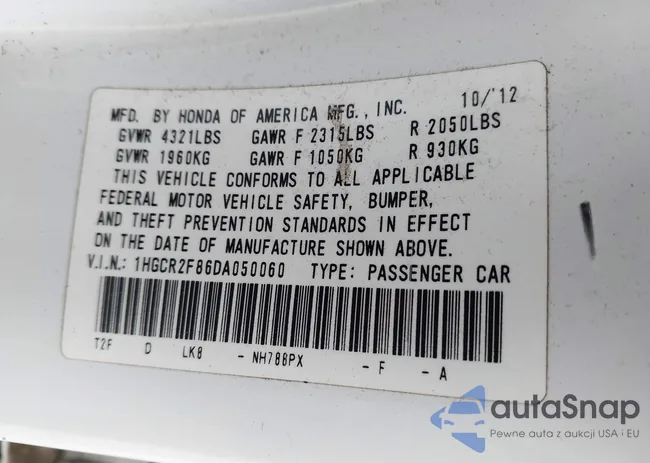 MFD. BY HONDA OF AMERICA MFG., INC. 10/'12
GVWR 4321LBS GAWR F 2315LBS R 2050LBS
GVWR 1960KG GAWR F 1050KG R 930KG
THIS VEHICLE CONFORMS TO ALL APPLICABLE
FEDERAL MOTOR VEHICLE SAFETY, BUMPER,
AND THEFT PREVENTION STANDARDS IN EFFECT
ON THE DATE OF MANUFACTURE SHOWN ABOVE.
V.I.N.: 1HGCR2F86DA050060 TYPE: PASSENGER CAR
T2F D LK8 - NH788PX - F - A
autaSnap
Pewne auta z aukcji USA i EU